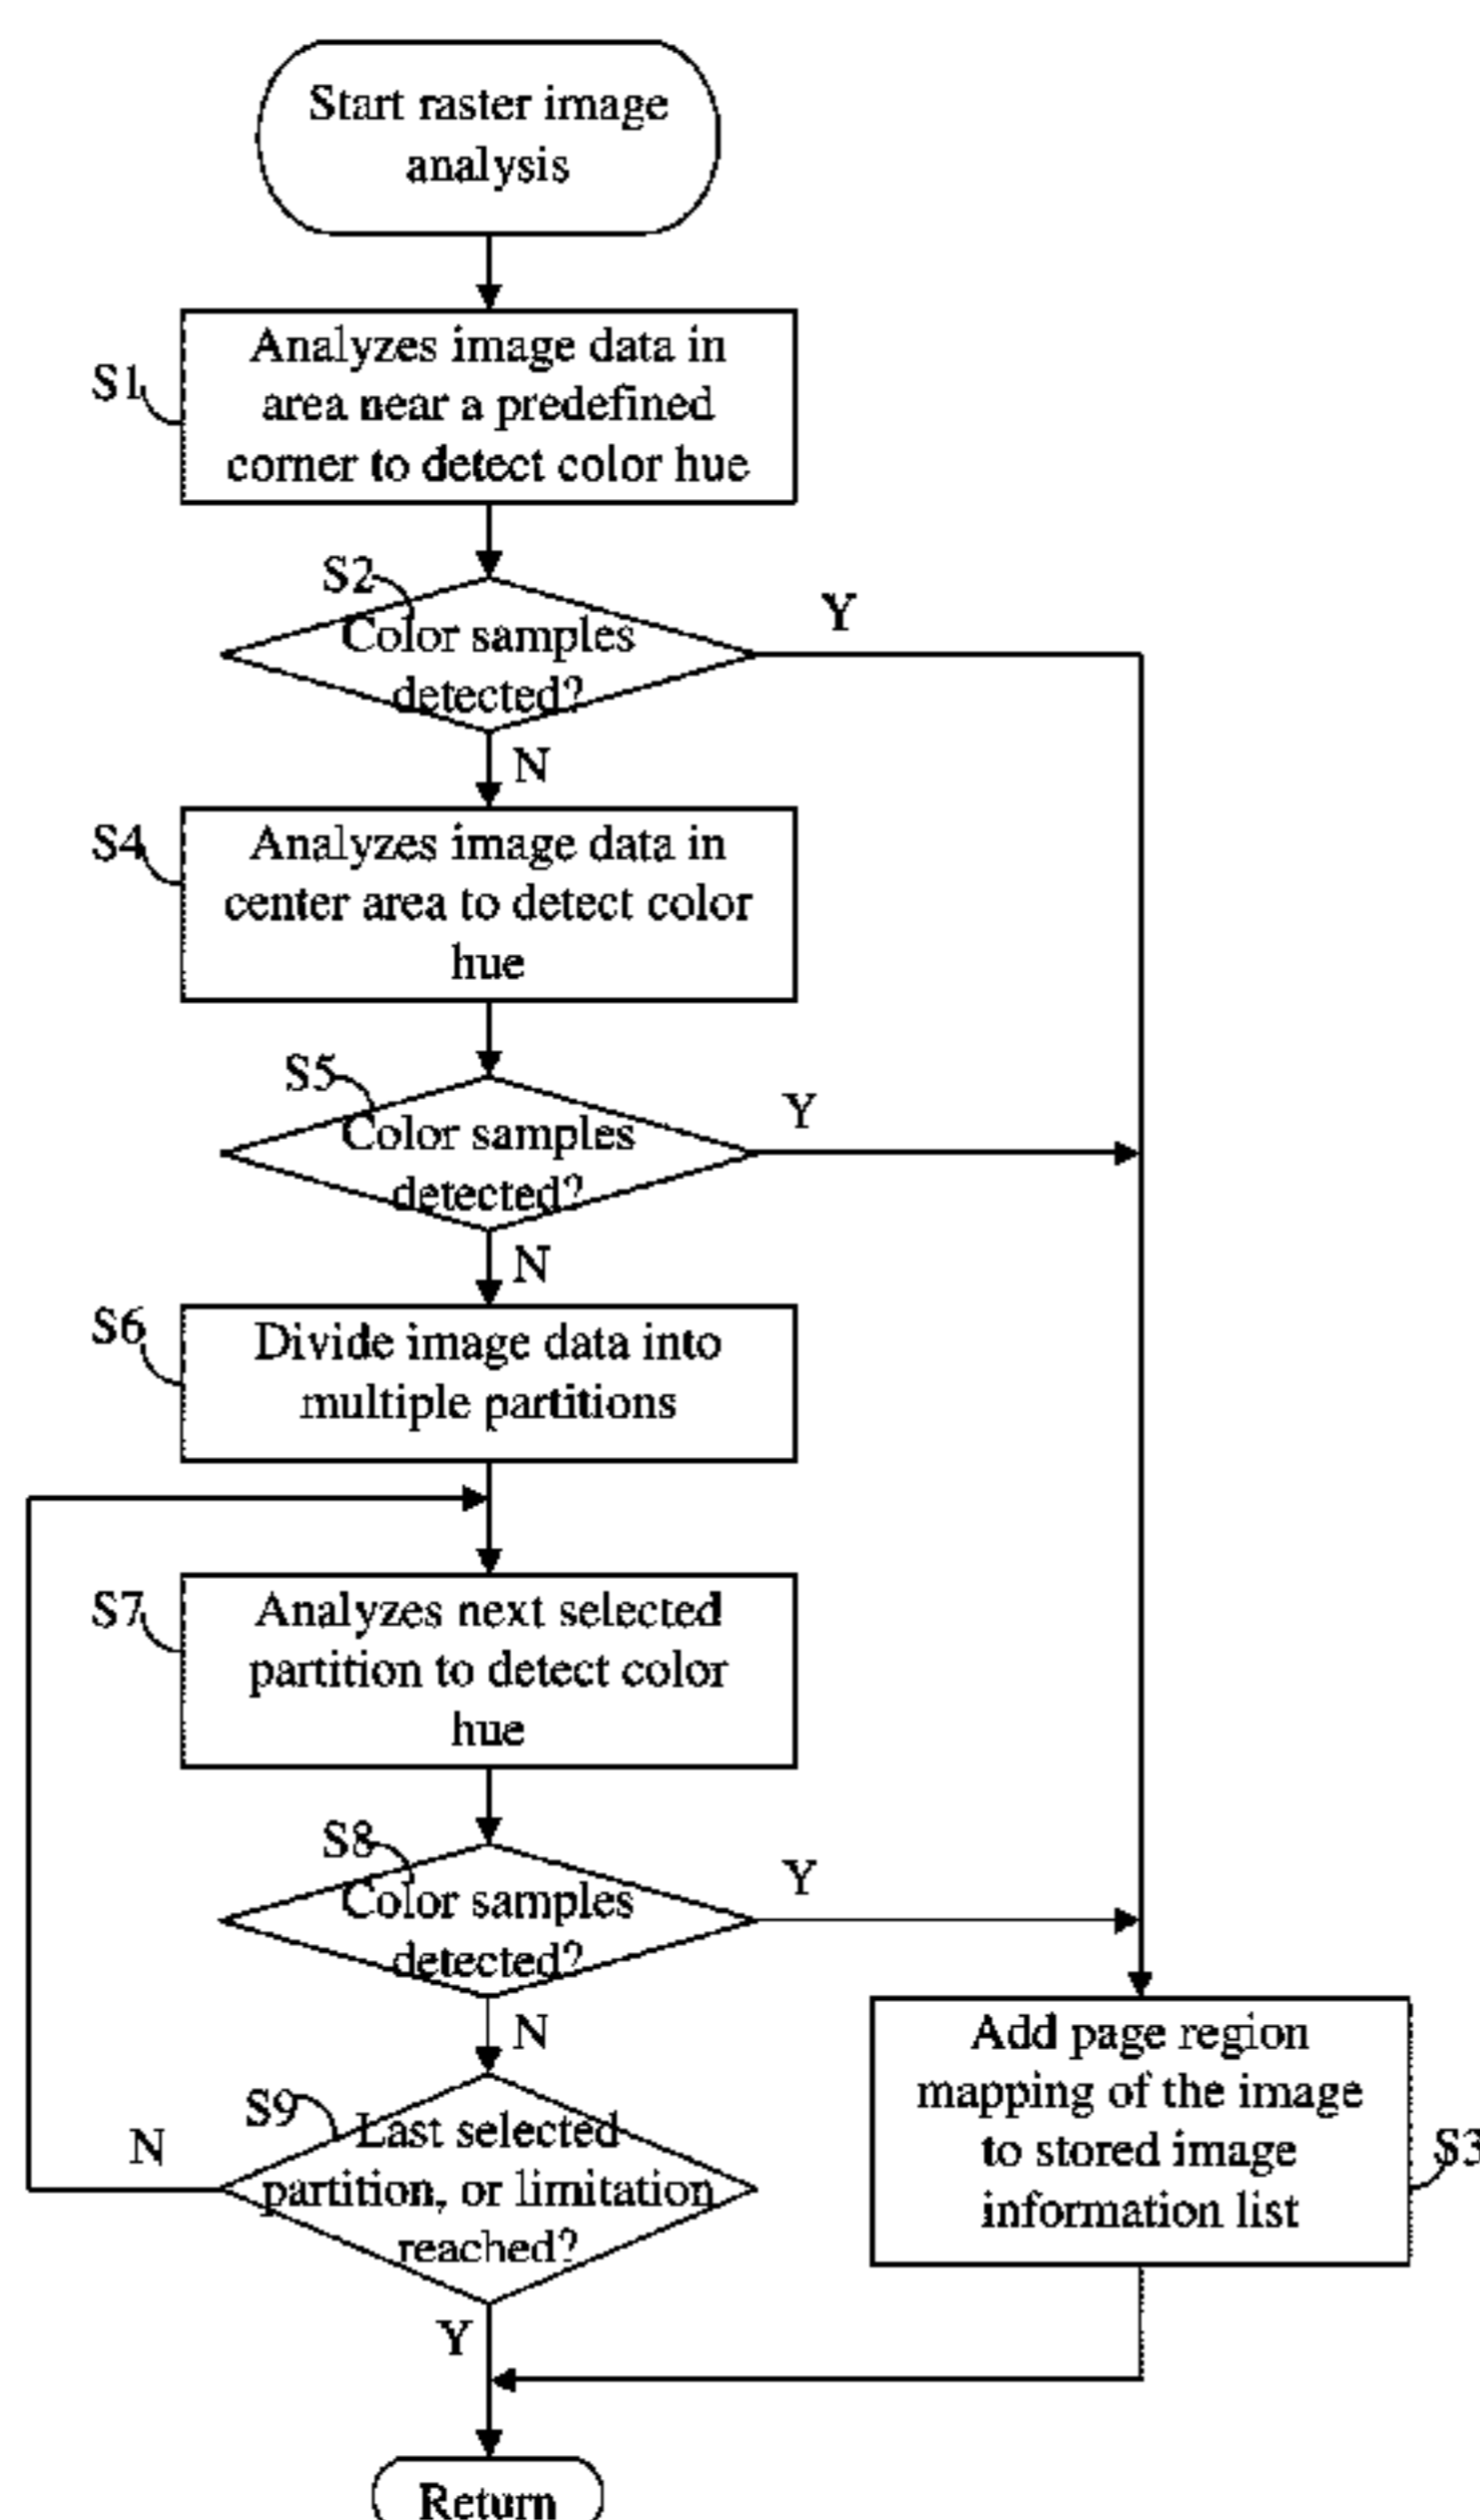 Start raster image
analysis
S1
Analyzes image data in
area near a predefined
corner to detect color hue
S2
Color samples
detected?
Y
N
S4
Analyzes image data in
center area to detect color
hue
S5
Color samples
detected?
Y
N
S6
Divide image data into
multiple partitions
S7
Analyzes next selected
partition to detect color
hue
S8
Color samples
detected?
Y
N
S9
Last selected
partition, or limitation
reached?
N
Y
Add page region
mapping of the image
to stored image
information list
S3
Return